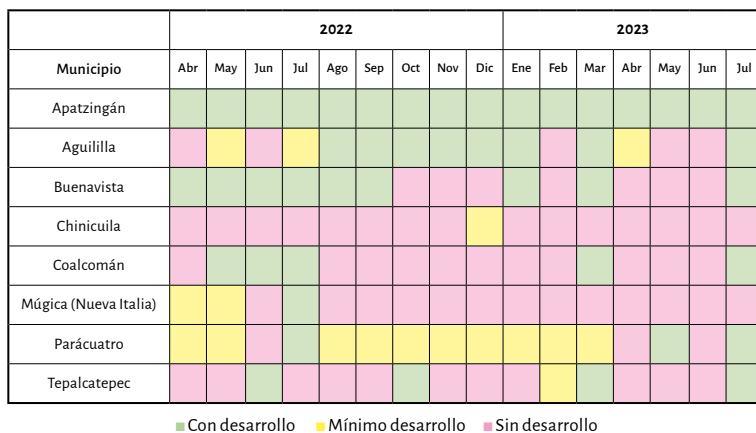 2022 2023
Municipio Abr May Jun Jul Ago Sep Oct Nov Dic Ene Feb Mar Abr May Jun Jul
Apatzingán
Aguililla
Buenavista
Chinicuila
Coalcomán
Múgica (Nueva Italia)
Parácuatro
Tepalcatepec
Con desarrollo Mínimo desarrollo Sin desarrollo